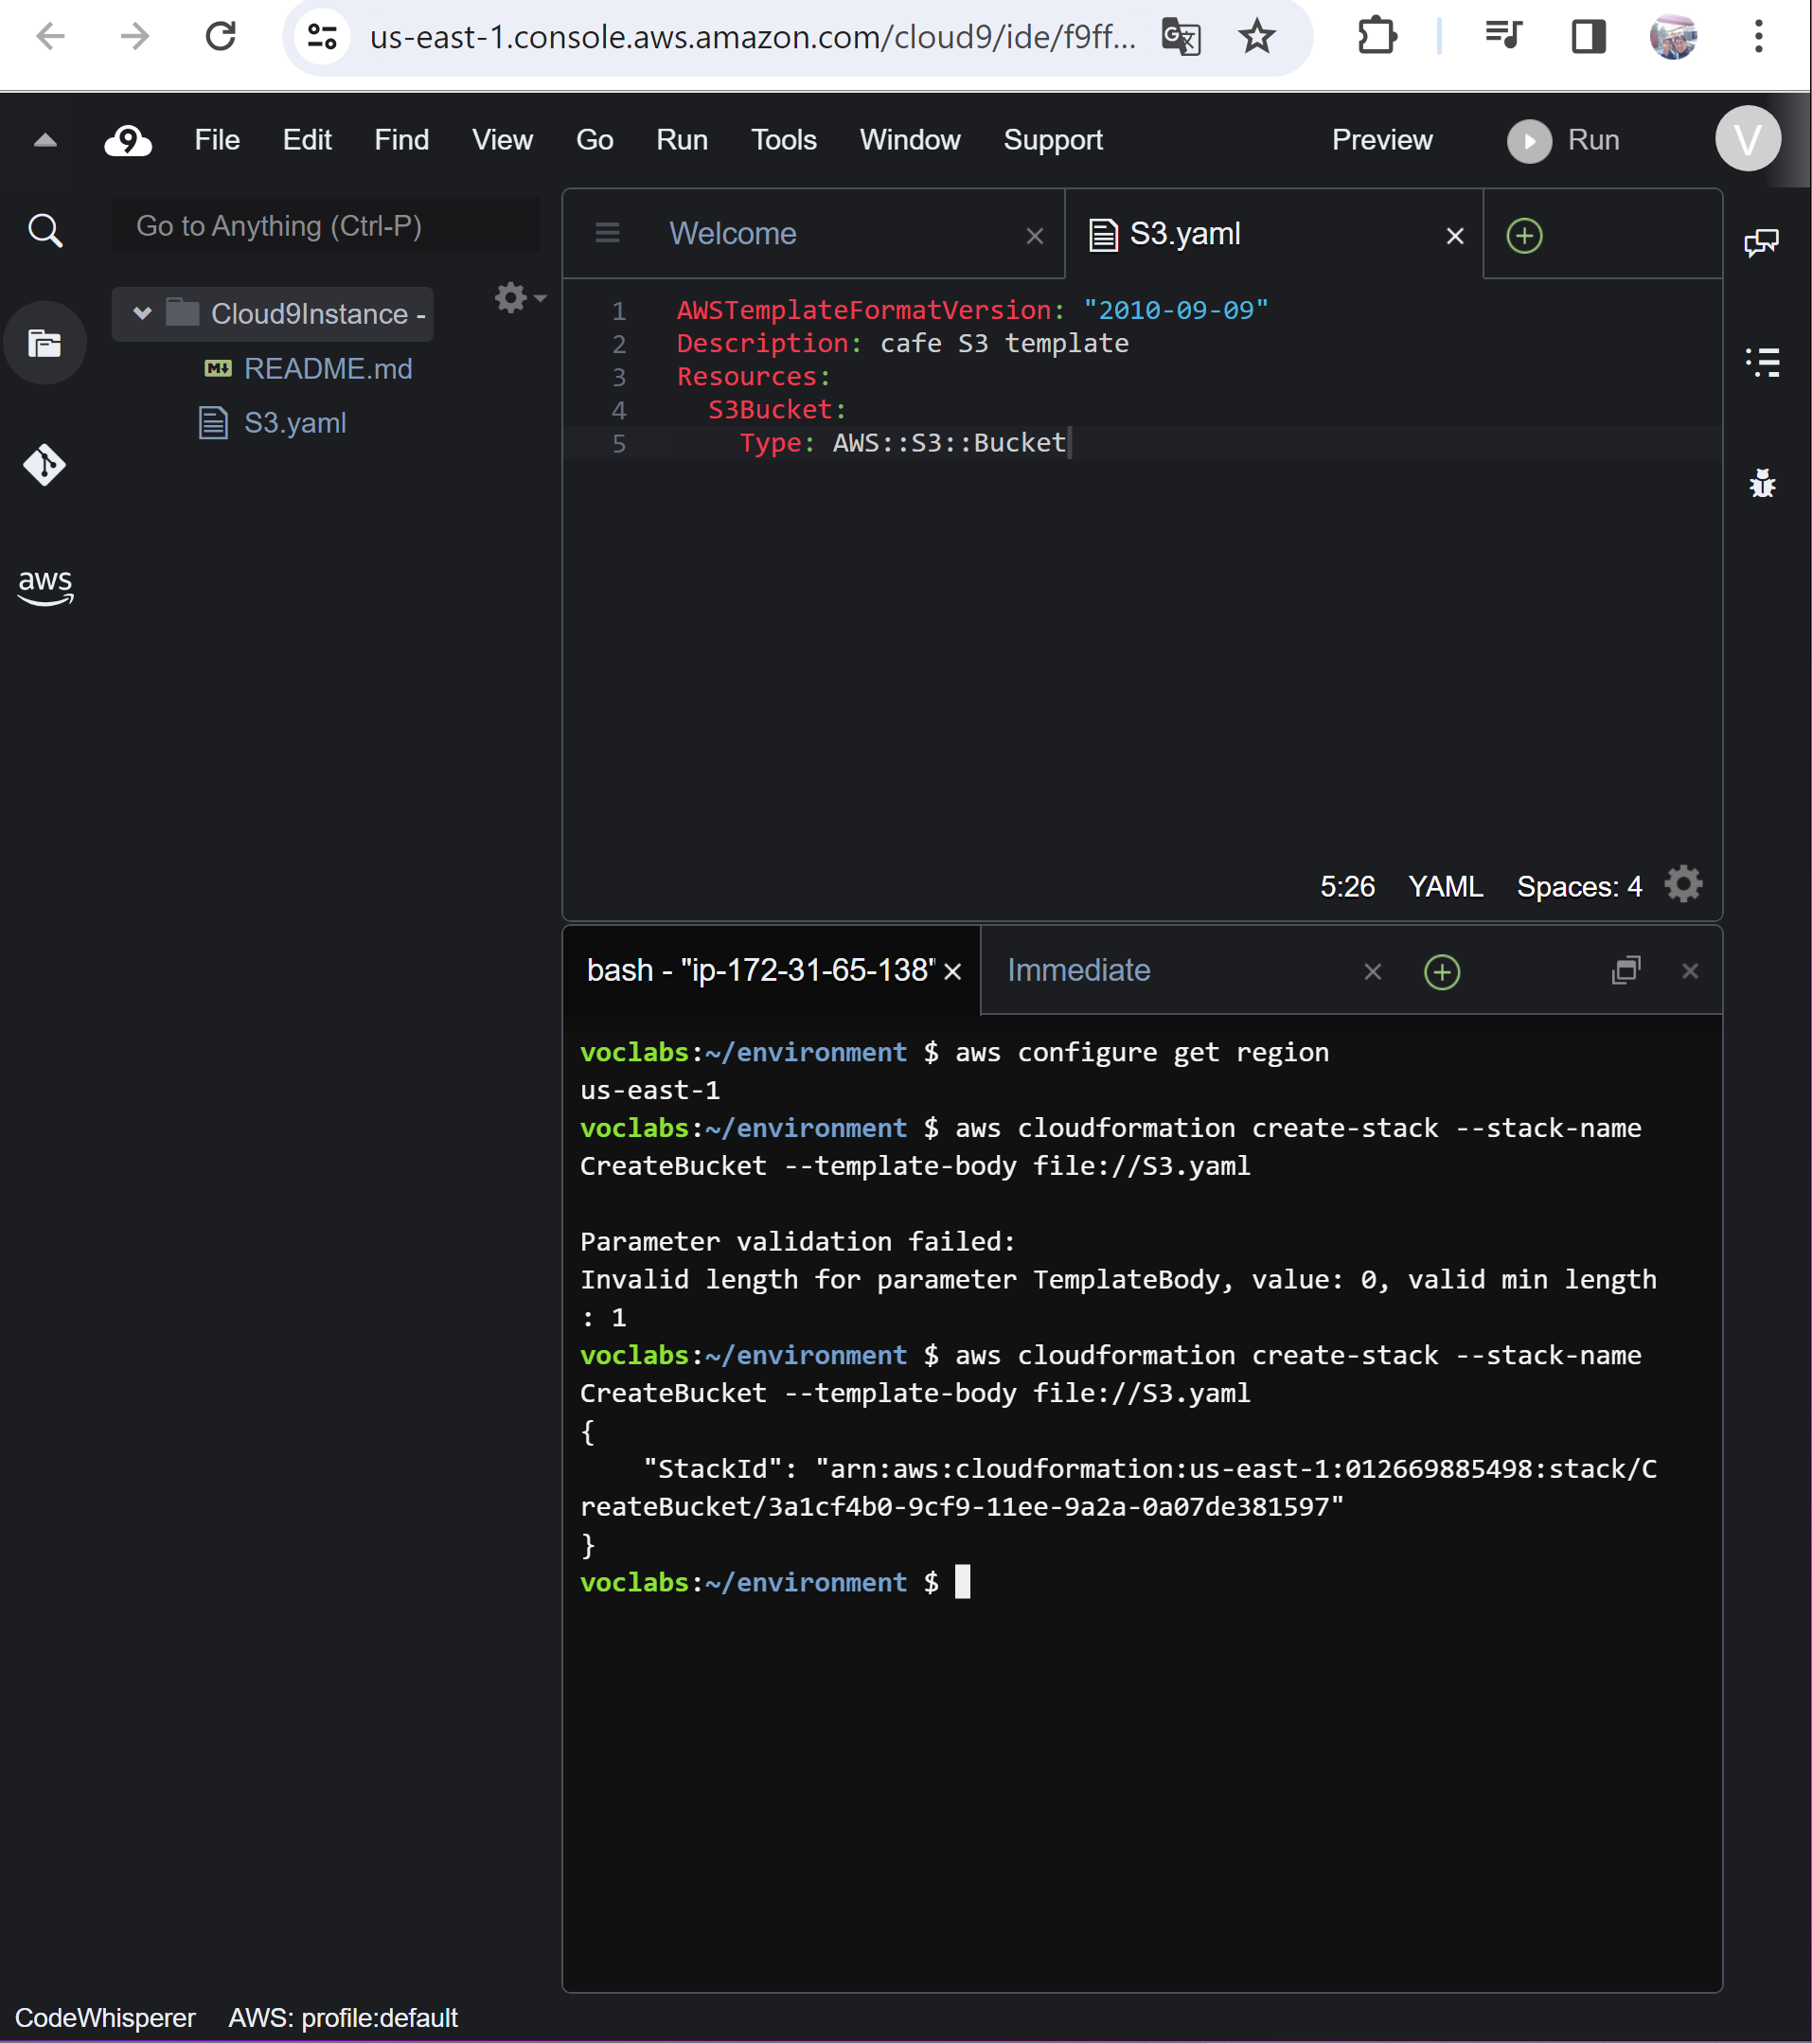 us-east-1.console.aws.amazon.com/cloud9/ide/f9ff...
9 File Edit Find View Go Run Tools Window Support Preview Run V
Go to Anything (Ctrl-P)
Welcome
S3.yaml
Cloud9Instance -
README.md
S3.yaml
aws
1 AWSTemplateFormatVersion: "2010-09-09"
2 Description: cafe S3 template
3 Resources:
4   S3Bucket:
5     Type: AWS::S3::Bucket
5:26 YAML Spaces: 4
bash - "ip-172-31-65-138" Immediate
voclabs:~/environment $ aws configure get region
us-east-1
voclabs:~/environment $ aws cloudformation create-stack --stack-name
CreateBucket --template-body file://S3.yaml
Parameter validation failed:
Invalid length for parameter TemplateBody, value: 0, valid min length
: 1
voclabs:~/environment $ aws cloudformation create-stack --stack-name
CreateBucket --template-body file://S3.yaml
{
    "StackId": "arn:aws:cloudformation:us-east-1:012669885498:stack/C
reateBucket/3a1cf4b0-9cf9-11ee-9a2a-0a07de381597"
}
voclabs:~/environment $
CodeWhisperer AWS: profile:default